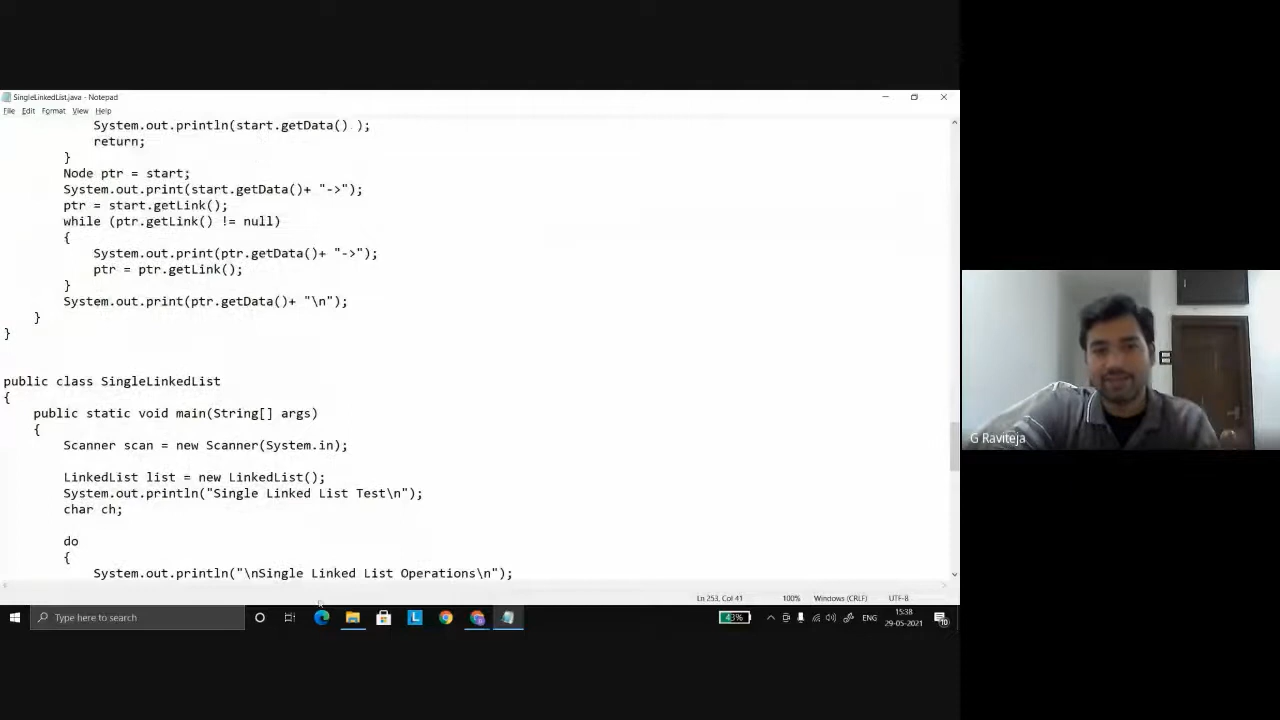 SingleLinkedList.java - Notepad
File Edit Format View Help
System.out.println(start.getData() );
return;
}
Node ptr = start;
System.out.print(start.getData()+ "->");
ptr = start.getLink();
while (ptr.getLink() != null)
{
System.out.print(ptr.getData()+ "->");
ptr = ptr.getLink();
}
System.out.print(ptr.getData()+ "\n");
}
}
public class SingleLinkedList
{
public static void main(String[] args)
{
Scanner scan = new Scanner(System.in);
LinkedList list = new LinkedList();
System.out.println("Single Linked List Test\n");
char ch;
do
{
System.out.println("\nSingle Linked List Operations\n");
Ln 253, Col 41 100% Windows (CRLF) UTF-8
Type here to search
L
43%
ENG
15:38
29-05-2021
10
G Raviteja